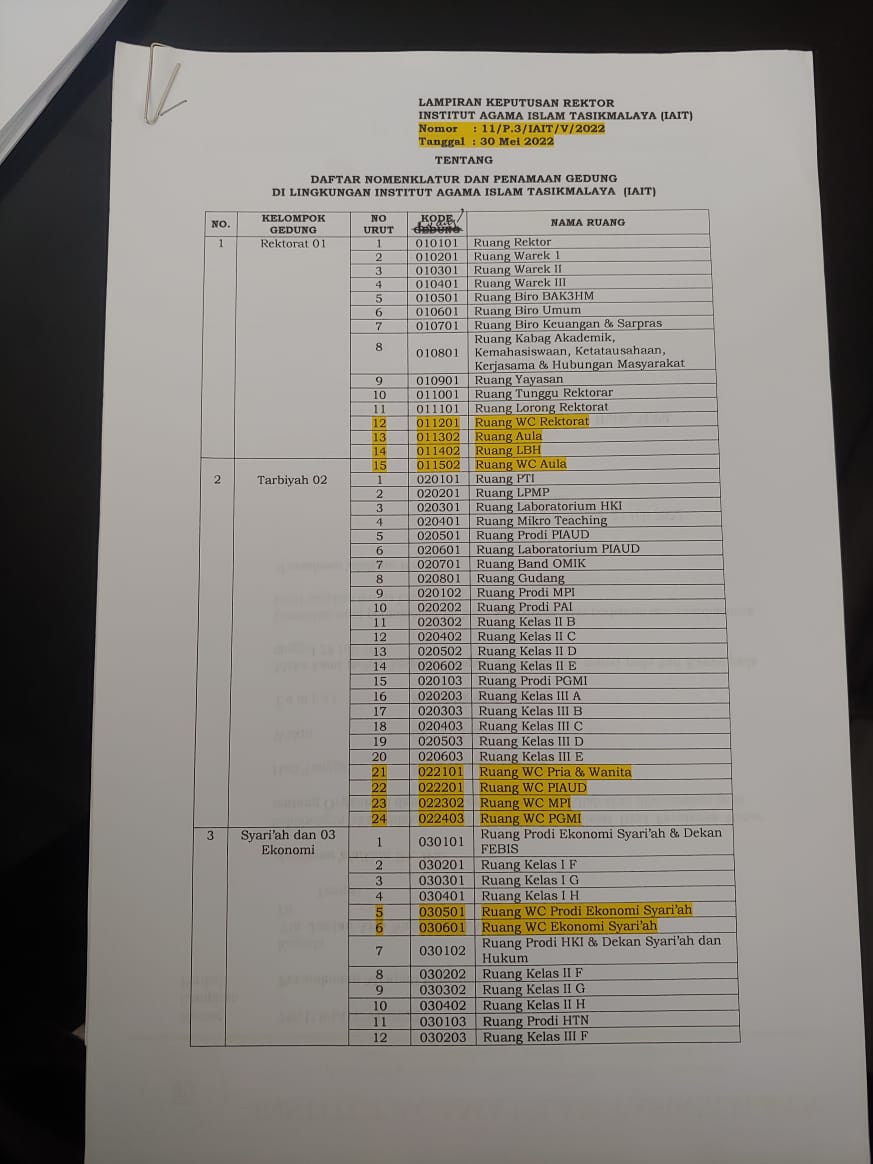 LAMPIRAN KEPUTUSAN REKTOR
INSTITUT AGAMA ISLAM TASIKMALAYA (IAIT)
Nomor : 11/P.3/IAIT/V/2022
Tanggal : 30 Mei 2022
TENTANG
DAFTAR NOMENKLATUR DAN PENAMAAN GEDUNG
DI LINGKUNGAN INSTITUT AGAMA ISLAM TASIKMALAYA (IAIT)
NO. KELOMPOK GEDUNG NO URUT KODE GEDUNG NAMA RUANG
1 Rektorat 01 1 010101 Ruang Rektor
2 010201 Ruang Warek 1
3 010301 Ruang Warek II
4 010401 Ruang Warek III
5 010501 Ruang Biro BAK3HM
6 010601 Ruang Biro Umum
7 010701 Ruang Biro Keuangan & Sarpras
8 010801 Ruang Kabag Akademik,
Kemahasiswaan, Ketatausahaan,
Kerjasama & Hubungan Masyarakat
9 010901 Ruang Yayasan
10 011001 Ruang Tunggu Rektorar
11 011101 Ruang Lorong Rektorat
12 011201 Ruang WC Rektorat
13 011302 Ruang Aula
14 011402 Ruang LBH
15 011502 Ruang WC Aula
2 Tarbiyah 02 1 020101 Ruang PTI
2 020201 Ruang LPMP
3 020301 Ruang Laboratorium HKI
4 020401 Ruang Mikro Teaching
5 020501 Ruang Prodi PIAUD
6 020601 Ruang Laboratorium PIAUD
7 020701 Ruang Band OMIK
8 020801 Ruang Gudang
9 020102 Ruang Prodi MPI
10 020202 Ruang Prodi PAI
11 020302 Ruang Kelas II B
12 020402 Ruang Kelas II C
13 020502 Ruang Kelas II D
14 020602 Ruang Kelas II E
15 020103 Ruang Prodi PGMI
16 020203 Ruang Kelas III A
17 020303 Ruang Kelas III B
18 020403 Ruang Kelas III C
19 020503 Ruang Kelas III D
20 020603 Ruang Kelas III E
21 022101 Ruang WC Pria & Wanita
22 022201 Ruang WC PIAUD
23 022302 Ruang WC MPI
24 022403 Ruang WC PGMI
3 Syari'ah dan 03 Ekonomi 1 030101 Ruang Prodi Ekonomi Syari'ah & Dekan
FEBIS
2 030201 Ruang Kelas I F
3 030301 Ruang Kelas I G
4 030401 Ruang Kelas I H
5 030501 Ruang WC Prodi Ekonomi Syari'ah
6 030601 Ruang WC Ekonomi Syari'ah
7 030102 Ruang Prodi HKI & Dekan Syari'ah dan
Hukum
8 030202 Ruang Kelas II F
9 030302 Ruang Kelas II G
10 030402 Ruang Kelas II H
11 030103 Ruang Prodi HTN
12 030203 Ruang Kelas III F